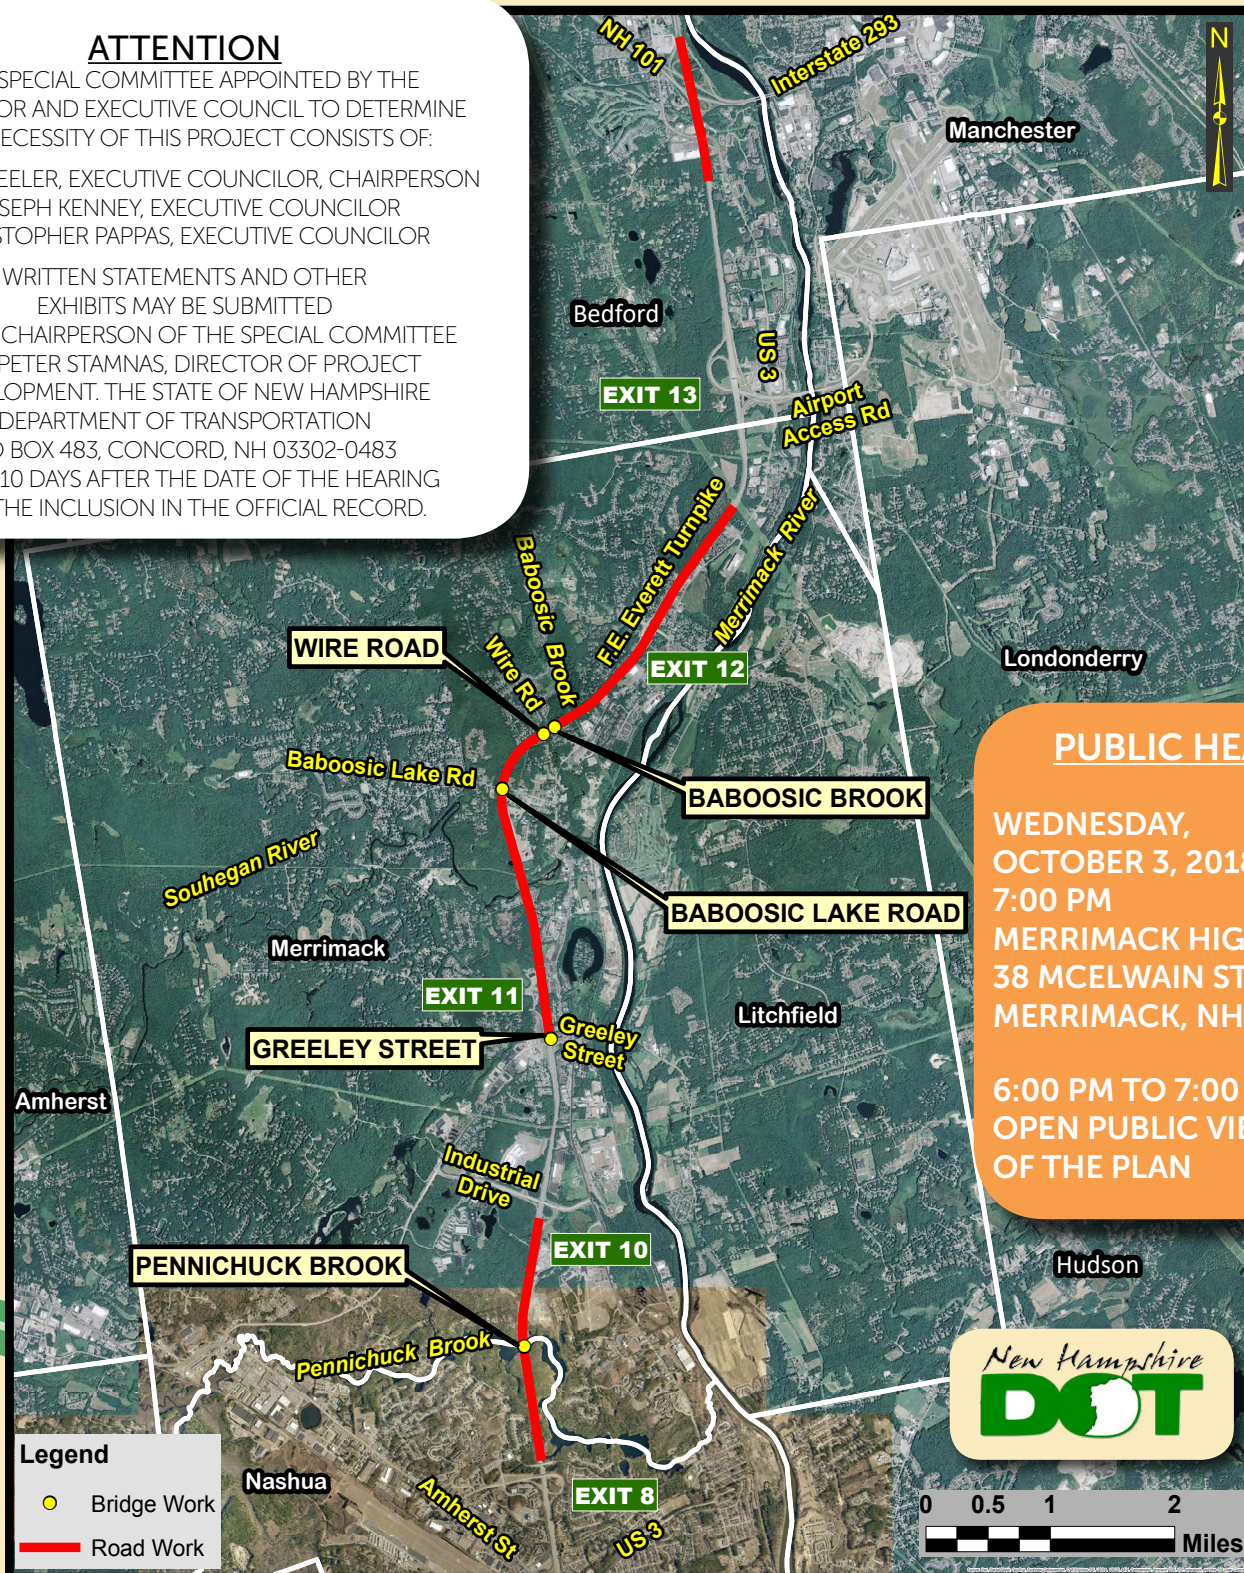 ATTENTION
SPECIAL COMMITTEE APPOINTED BY THE
OR AND EXECUTIVE COUNCIL TO DETERMINE
ECESSITY OF THIS PROJECT CONSISTS OF:
EELER, EXECUTIVE COUNCILOR, CHAIRPERSON
SEPH KENNEY, EXECUTIVE COUNCILOR
STOPHER PAPPAS, EXECUTIVE COUNCILOR
WRITTEN STATEMENTS AND OTHER
EXHIBITS MAY BE SUBMITTED
CHAIRPERSON OF THE SPECIAL COMMITTEE
PETER STAMNAS, DIRECTOR OF PROJECT
LOPMENT. THE STATE OF NEW HAMPSHIRE
DEPARTMENT OF TRANSPORTATION
O BOX 483, CONCORD, NH 03302-0483
10 DAYS AFTER THE DATE OF THE HEARING
THE INCLUSION IN THE OFFICIAL RECORD.
NH 101
Interstate 293
N
Manchester
Bedford
US 3
EXIT 13
Airport
Access Rd
F.E. Everett Turnpike
Merrimack River
Baboosic Brook
Wire Rd
WIRE ROAD
EXIT 12
Londonderry
Baboosic Lake Rd
BABOOSIC BROOK
Souhegan River
BABOOSIC LAKE ROAD
Merrimack
EXIT 11
Litchfield
Greeley
Street
GREELEY STREET
Amherst
Industrial
Drive
EXIT 10
PENNICHUCK BROOK
Hudson
Pennichuck Brook
Nashua
Amherst St
EXIT 8
US 3
PUBLIC HEA
WEDNESDAY,
OCTOBER 3, 2018
7:00 PM
MERRIMACK HIG
38 MCELWAIN ST
MERRIMACK, NH
6:00 PM TO 7:00
OPEN PUBLIC VIE
OF THE PLAN
New Hampshire
DOT
Legend
Bridge Work
Road Work
0 0.5 1 2
Miles